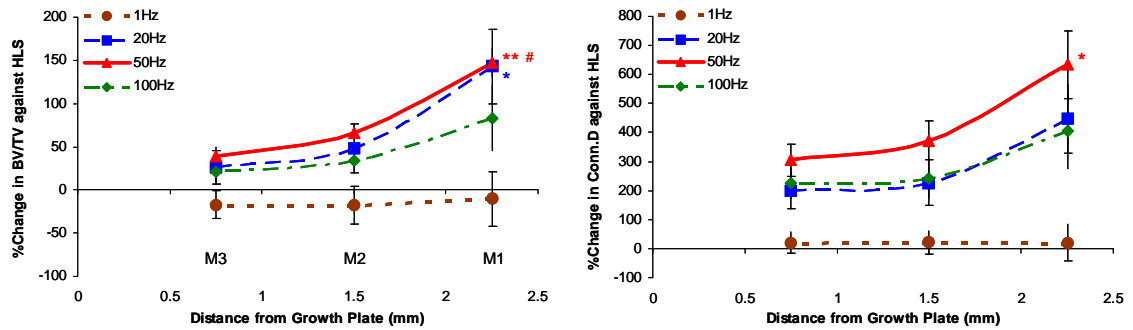 %Change in BV/TV against HLS
200
150
100
50
0
-50
-100
1Hz
20Hz
50Hz
100Hz
** #
*
M3 M2 M1
0 0.5 1 1.5 2 2.5
Distance from Growth Plate (mm)
%Change in Conn.D against HLS
800
700
600
500
400
300
200
100
0
-100
1Hz
20Hz
50Hz
100Hz
*
0 0.5 1 1.5 2 2.5
Distance from Growth Plate (mm)